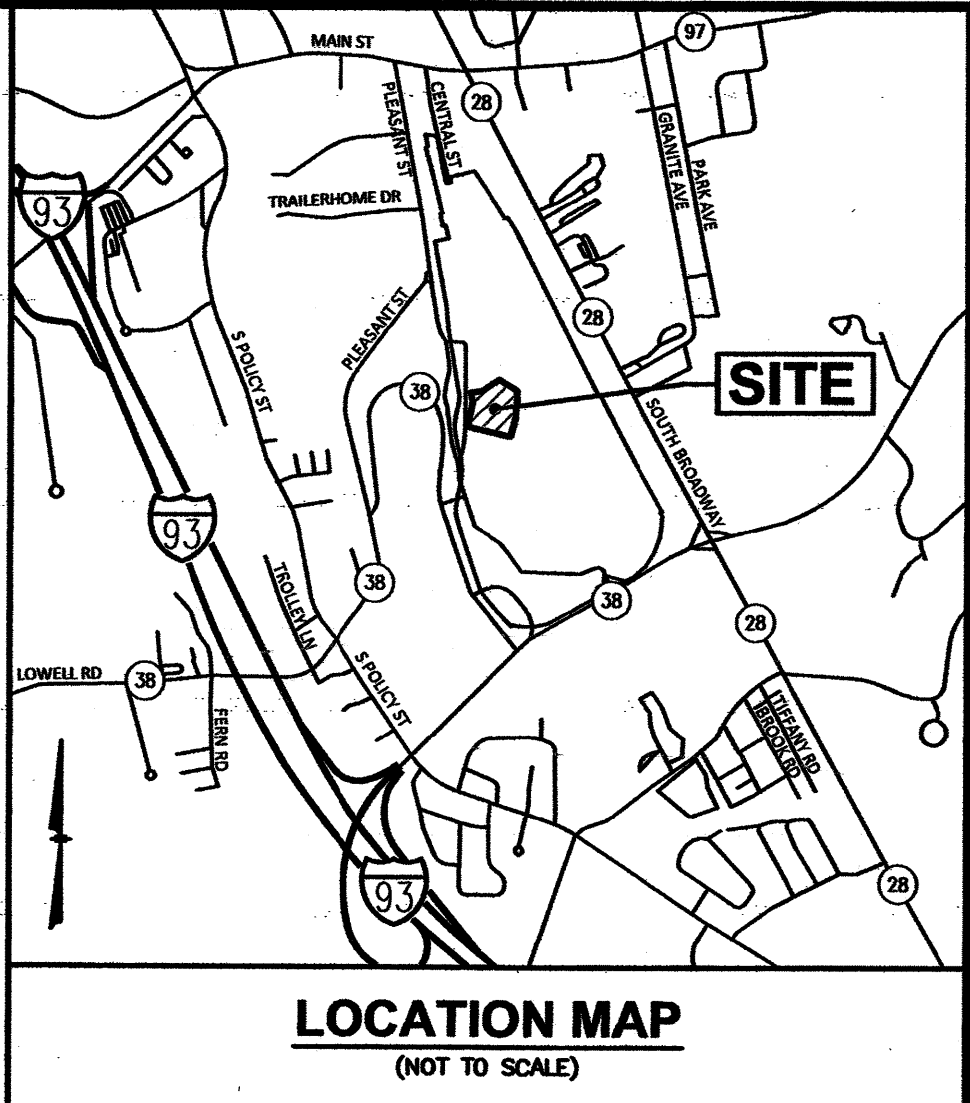 97
MAIN ST
28
PLEASANT ST
CENTRAL ST
GRANITE AVE
PARK AVE
93
TRAILERHOME DR
28
PLEASANT ST
S POLICY ST
38
SITE
SOUTH BROADWAY
93
TROLLEY LN
38
38
28
LOWELL RD
38
S POLICY ST
FERN RD
TIFFANY RD
BROOK RD
93
28
LOCATION MAP
(NOT TO SCALE)